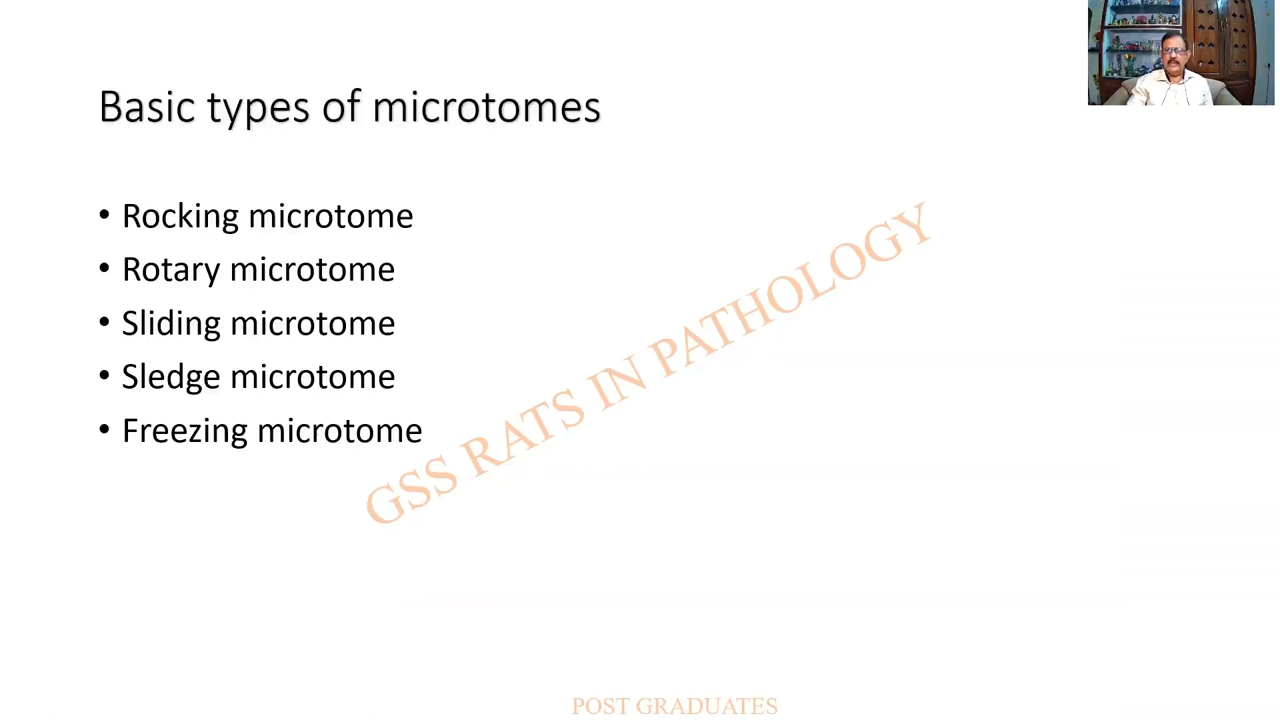 Basic types of microtomes
• Rocking microtome
• Rotary microtome
• Sliding microtome
• Sledge microtome
• Freezing microtome
GSS RATS IN PATHOLOGY
POST GRADUATES